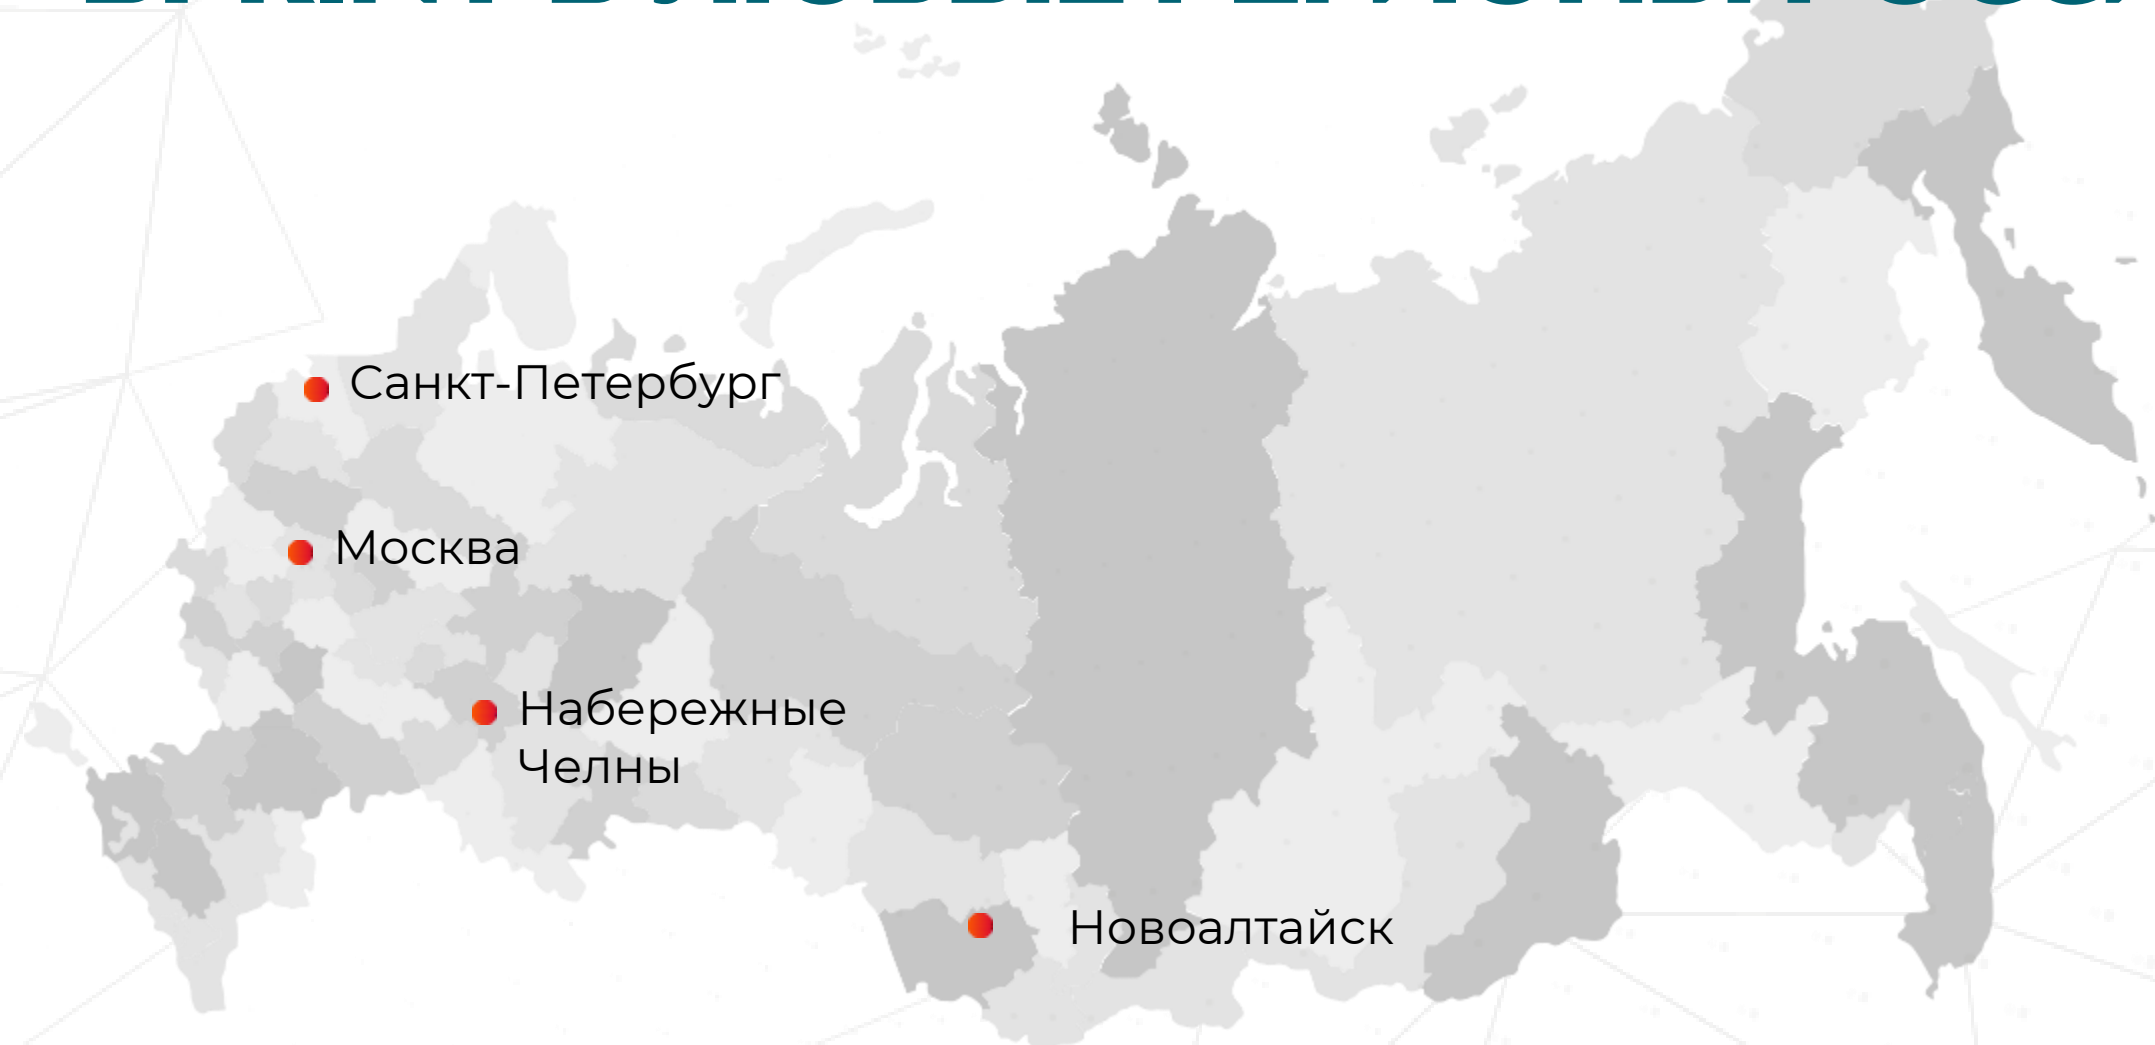 Санкт-Петербург
Москва
Набережные
Челны
Новоалтайск